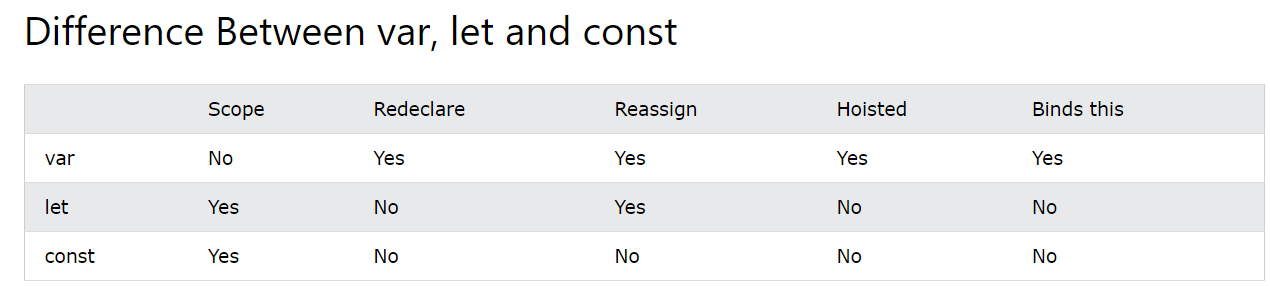 Difference Between var, let and const
Scope Redeclare Reassign Hoisted Binds this
var No Yes Yes Yes Yes
let Yes No Yes No No
const Yes No No No No